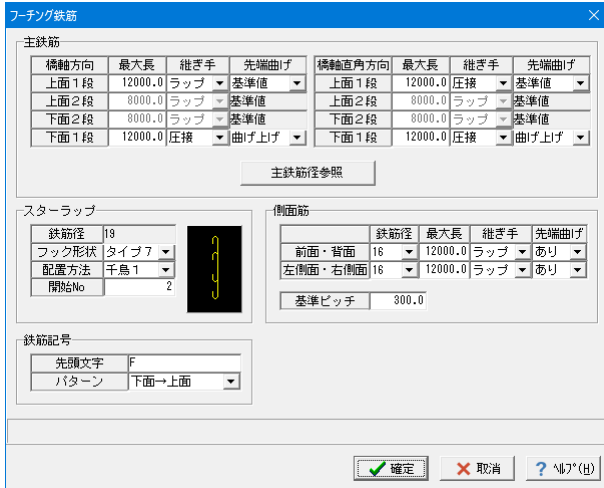 フーチング鉄筋
主鉄筋
橋軸方向 最大長 継ぎ手 先端曲げ 橋軸直角方向 最大長 継ぎ手 先端曲げ
上面1段 12000.0 ラップ 基準値 上面1段 12000.0 圧接 基準値
上面2段 8000.0 ラップ 基準値 上面2段 8000.0 ラップ 基準値
下面2段 8000.0 ラップ 基準値 下面2段 8000.0 ラップ 基準値
下面1段 12000.0 圧接 曲げ上げ 下面1段 12000.0 圧接 曲げ上げ
主鉄筋径参照
スターラップ
鉄筋径 19
フック形状 タイプ7
配置方法 千鳥1
開始No 2
側面筋
鉄筋径 最大長 継ぎ手 先端曲げ
前面・背面 16 12000.0 ラップ あり
左側面・右側面 16 12000.0 ラップ あり
基準ピッチ 300.0
鉄筋記号
先頭文字 F
パターン 下面→上面
確定 取消 ? ヘルプ(H)